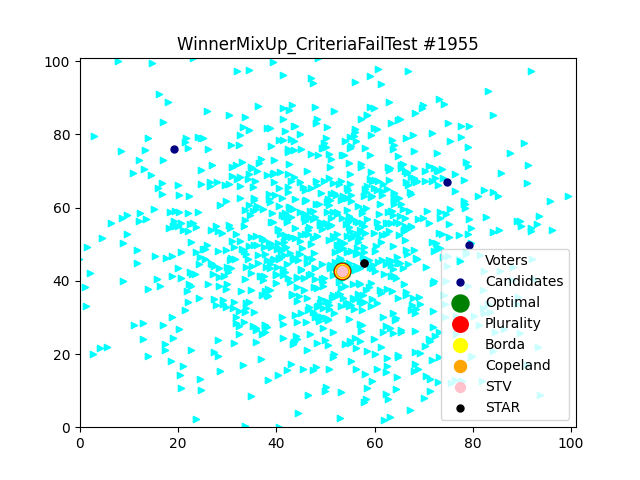 WinnerMixUp_CriteriaFailTest #1955
100
80
60
40
20
0
0
20
40
60
80
100
Voters
Candidates
Optimal
Plurality
Borda
Copeland
STV
STAR